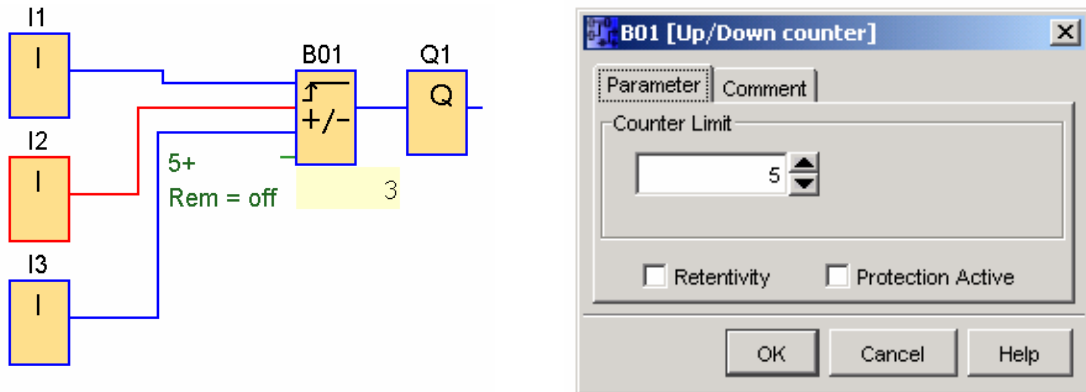 I1
I
I2
I
I3
I
B01
+/-
Q1
Q
5+
Rem = off
3
B01 [Up/Down counter]
Parameter
Comment
Counter Limit
5
Retentivity
Protection Active
OK
Cancel
Help